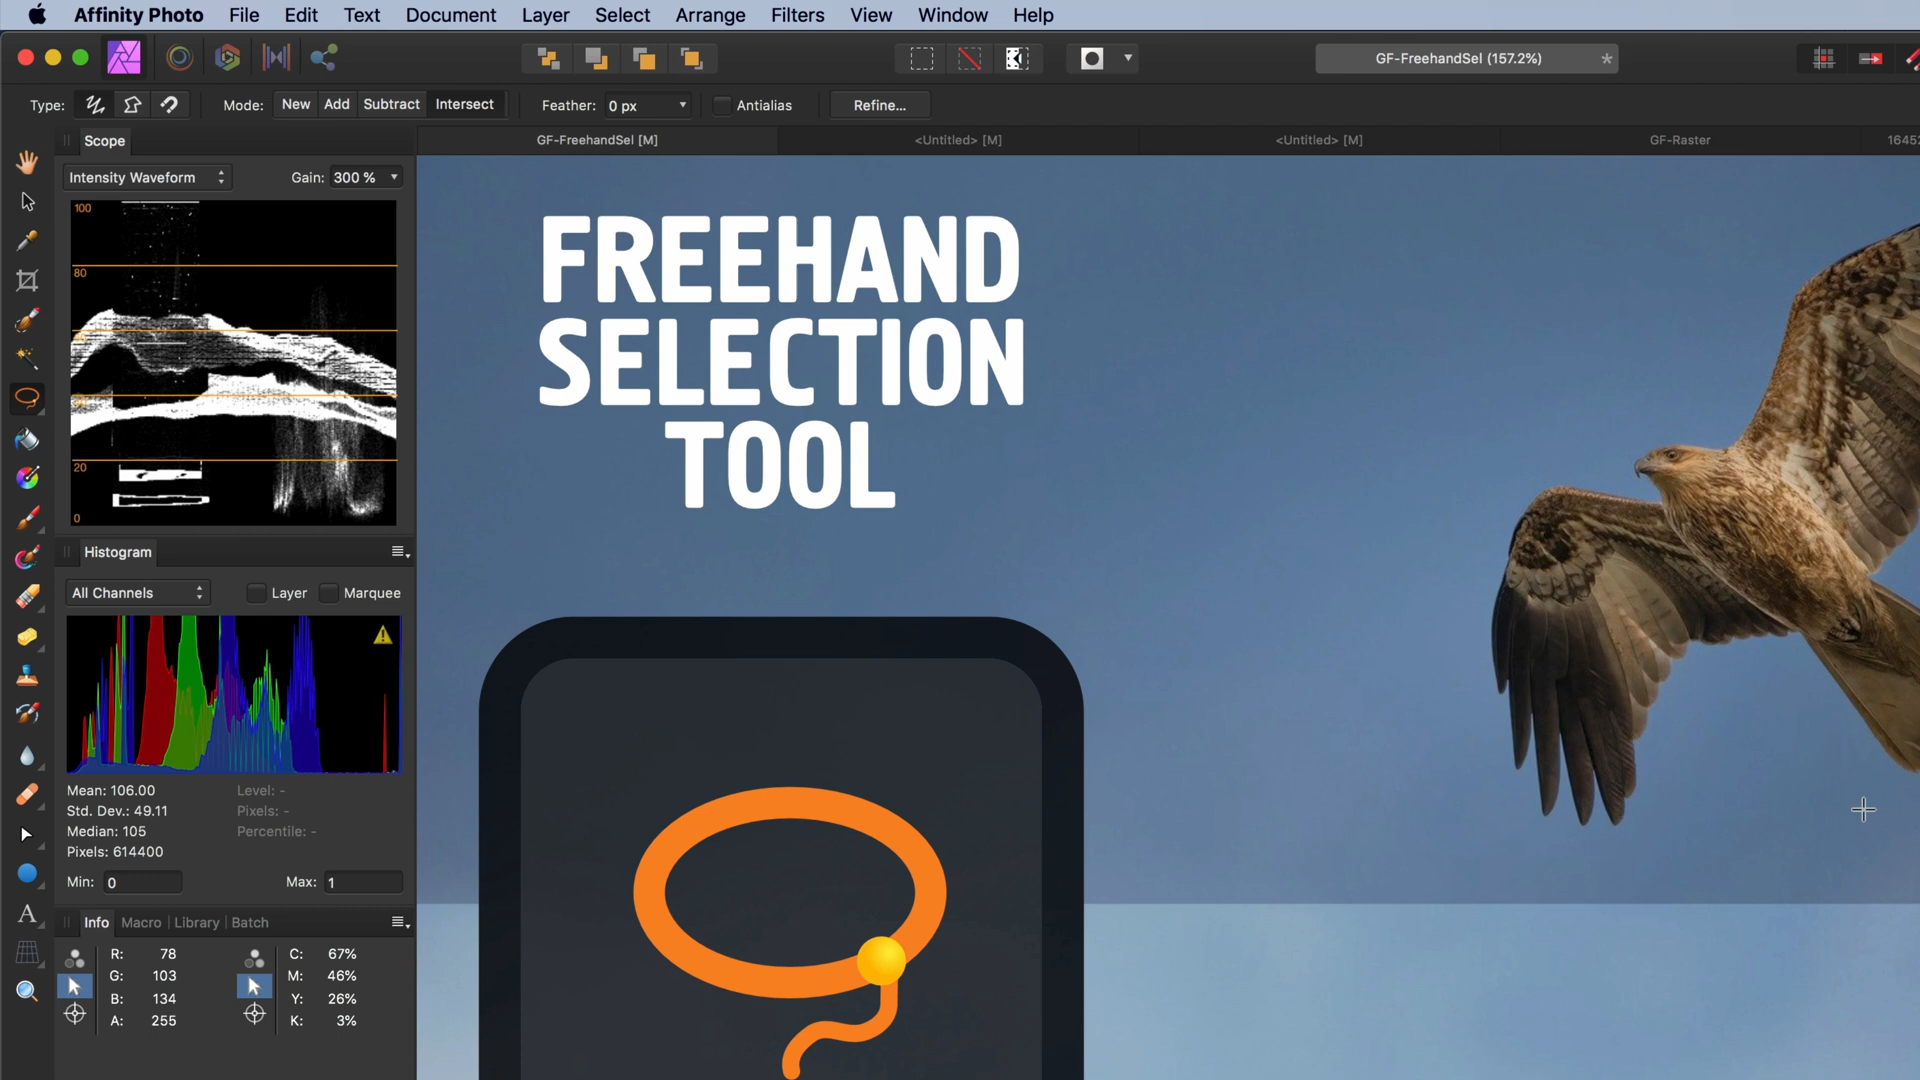 Affinity Photo File Edit Text Document Layer Select Arrange Filters View Window Help
GF-FreehandSel (157.2%) *
Type: Mode: New Add Subtract Intersect Feather: 0 px Antialias Refine...
Scope
GF-FreehandSel [M] <Untitled> [M] <Untitled> [M] GF-Raster 1645
Intensity Waveform Gain: 300 %
100
80
20
0
FREEHAND
SELECTION
TOOL
Histogram
All Channels Layer Marquee
Mean: 106.00 Level: -
Std. Dev.: 49.11 Pixels: -
Median: 105 Percentile: -
Pixels: 614400
Min: 0 Max: 1
Info Macro Library Batch
R: 78 C: 67%
G: 103 M: 46%
B: 134 Y: 26%
A: 255 K: 3%